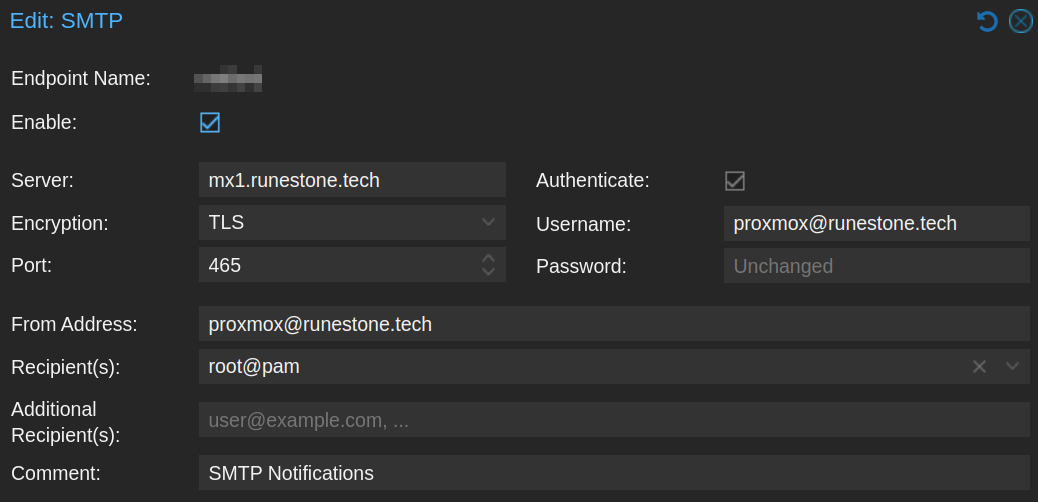 Edit: SMTP
Endpoint Name:
Enable:
Server: mx1.runestone.tech Authenticate:
Encryption: TLS Username: proxmox@runestone.tech
Port: 465 Password: Unchanged
From Address: proxmox@runestone.tech
Recipient(s): root@pam
Additional
Recipient(s): user@example.com, ...
Comment: SMTP Notifications